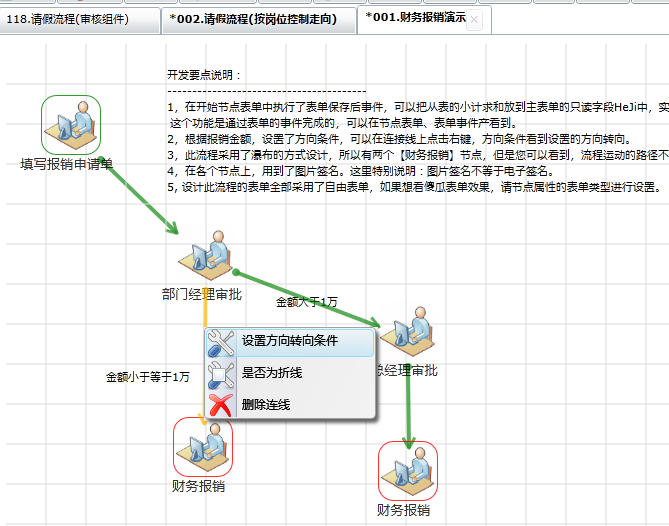 118.请假流程(审核组件)
*002.请假流程(按岗位控制走向)
*001.财务报销演示
开发要点说明：
-------------------------------------
1，在开始节点表单中执行了表单保存后事件，可以把从表的小计求和放到主表单的只读字段HeJi中，实
这个功能是通过表单的事件完成的，可以在节点表单、表单事件产看到。
2，根据报销金额，设置了方向条件，可以在连接线上点击右键，方向条件看到设置的方向转向。
3，此流程采用了瀑布的方式设计，所以有两个【财务报销】节点，但是您可以看到，流程运动的路径不
4，在各个节点上，用到了图片签名。这里特别说明：图片签名不等于电子签名。
5, 设计此流程的表单全部采用了自由表单，如果想看傻瓜表单效果，请节点属性的表单类型进行设置。
填写报销申请单
部门经理审批
金额大于1万
设置方向转向条件
总经理审批
是否为折线
金额小于等于1万
删除连线
财务报销
财务报销